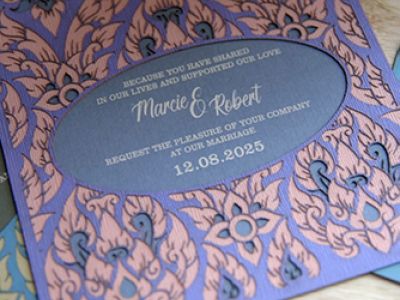 BECAUSE YOU HAVE SHARED
IN OUR LIVES AND SUPPORTED OUR LOVE
Marcie & Robert
REQUEST THE PLEASURE OF YOUR COMPANY
AT OUR MARRIAGE
12.08.2025